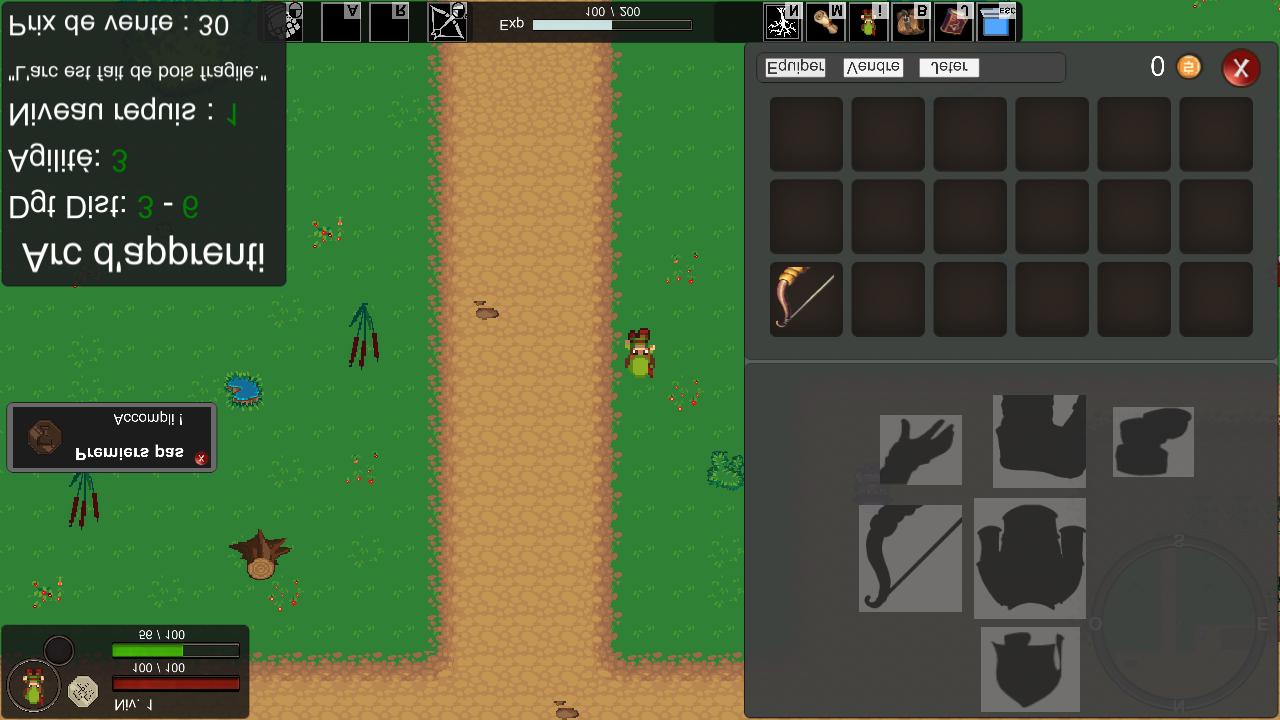 Niv. 1
100 / 100
56 / 100
N
O
E
S
Premiers pas
Accompli !
Arc d'apprenti
Dgt Dist: 3 - 6
Agilité: 3
Niveau requis : 1
"L'arc est fait de bois fragile."
Prix de vente : 30
Equiper Vendre Jeter 0
A R
Exp 100 / 200
N M i B J esc